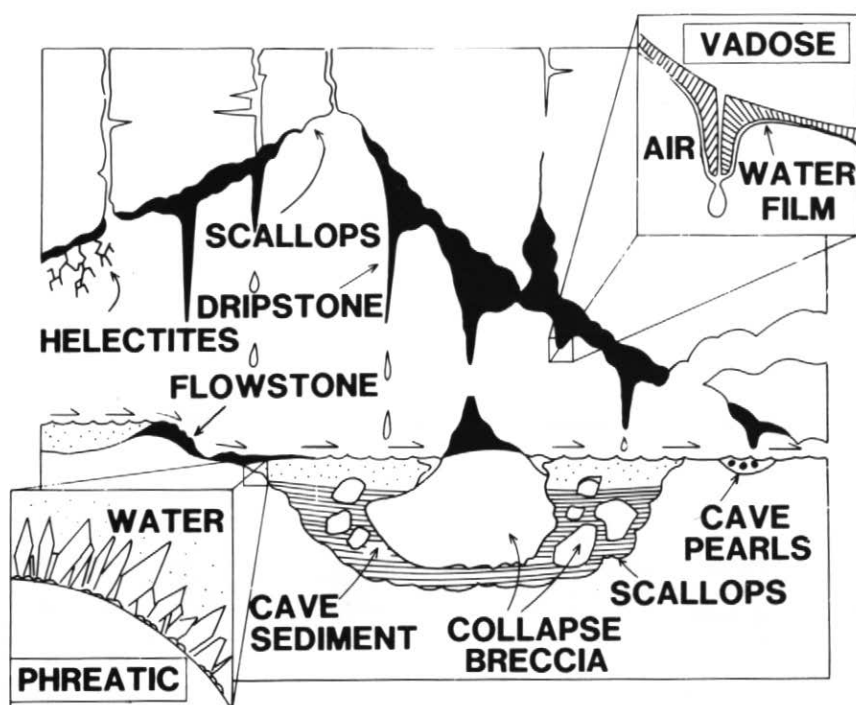 VADOSE
AIR
WATER
FILM
SCALLOPS
DRIPSTONE
HELECTITES
FLOWSTONE
WATER
CAVE
PEARLS
SCALLOPS
CAVE
SEDIMENT
COLLAPSE
BRECCIA
PHREATIC